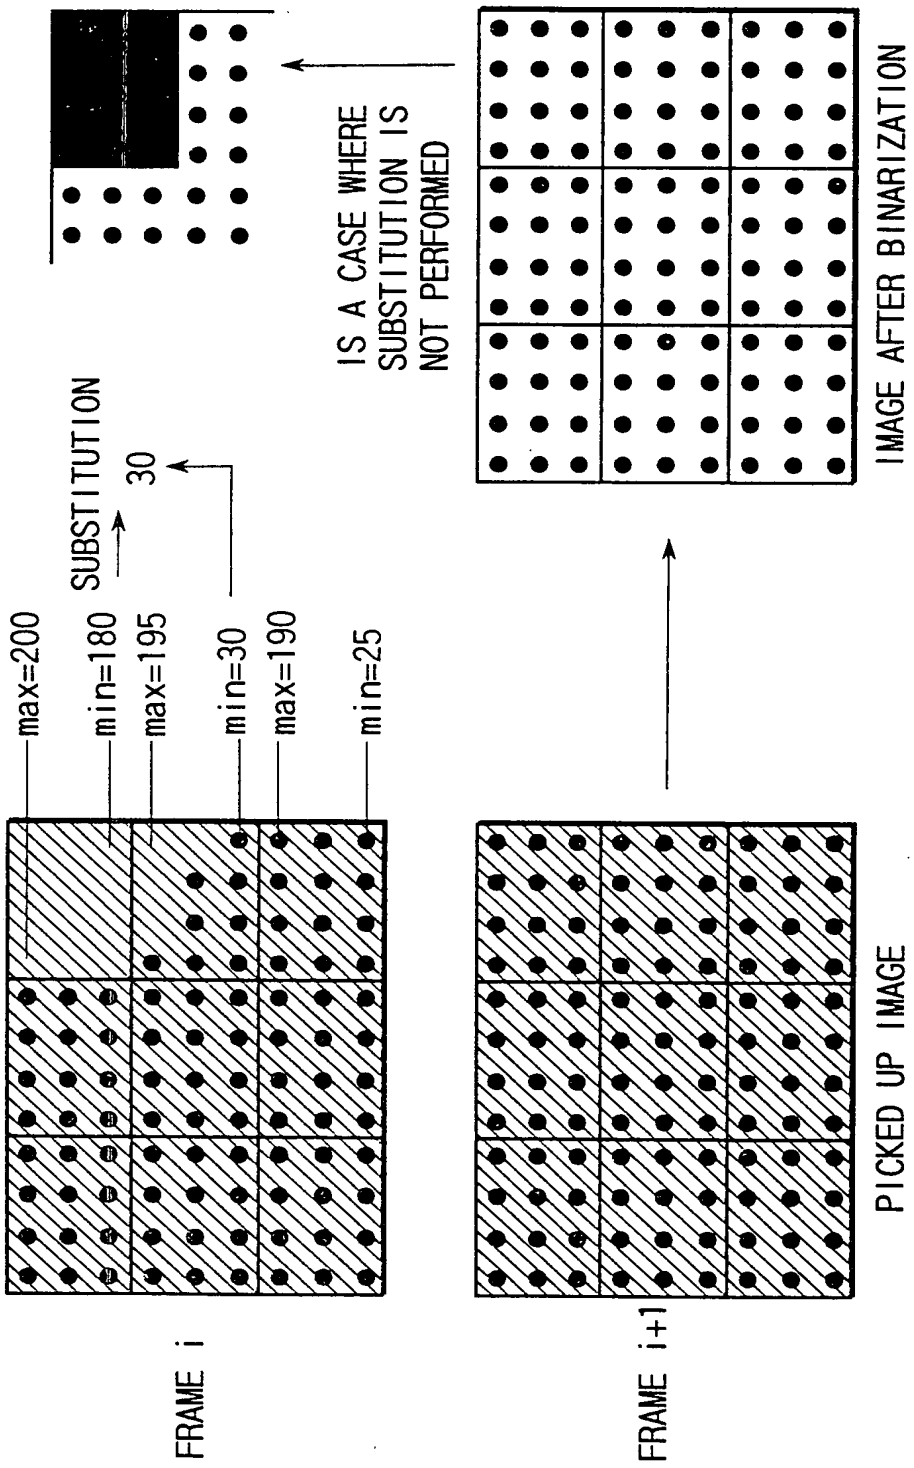 FRAME i
max=200
min=180
max=195
min=30
max=190
min=25
SUBSTITUTION
30
IS A CASE WHERE
SUBSTITUTION IS
NOT PERFORMED
FRAME i+1
PICKED UP IMAGE
IMAGE AFTER BINARIZATION